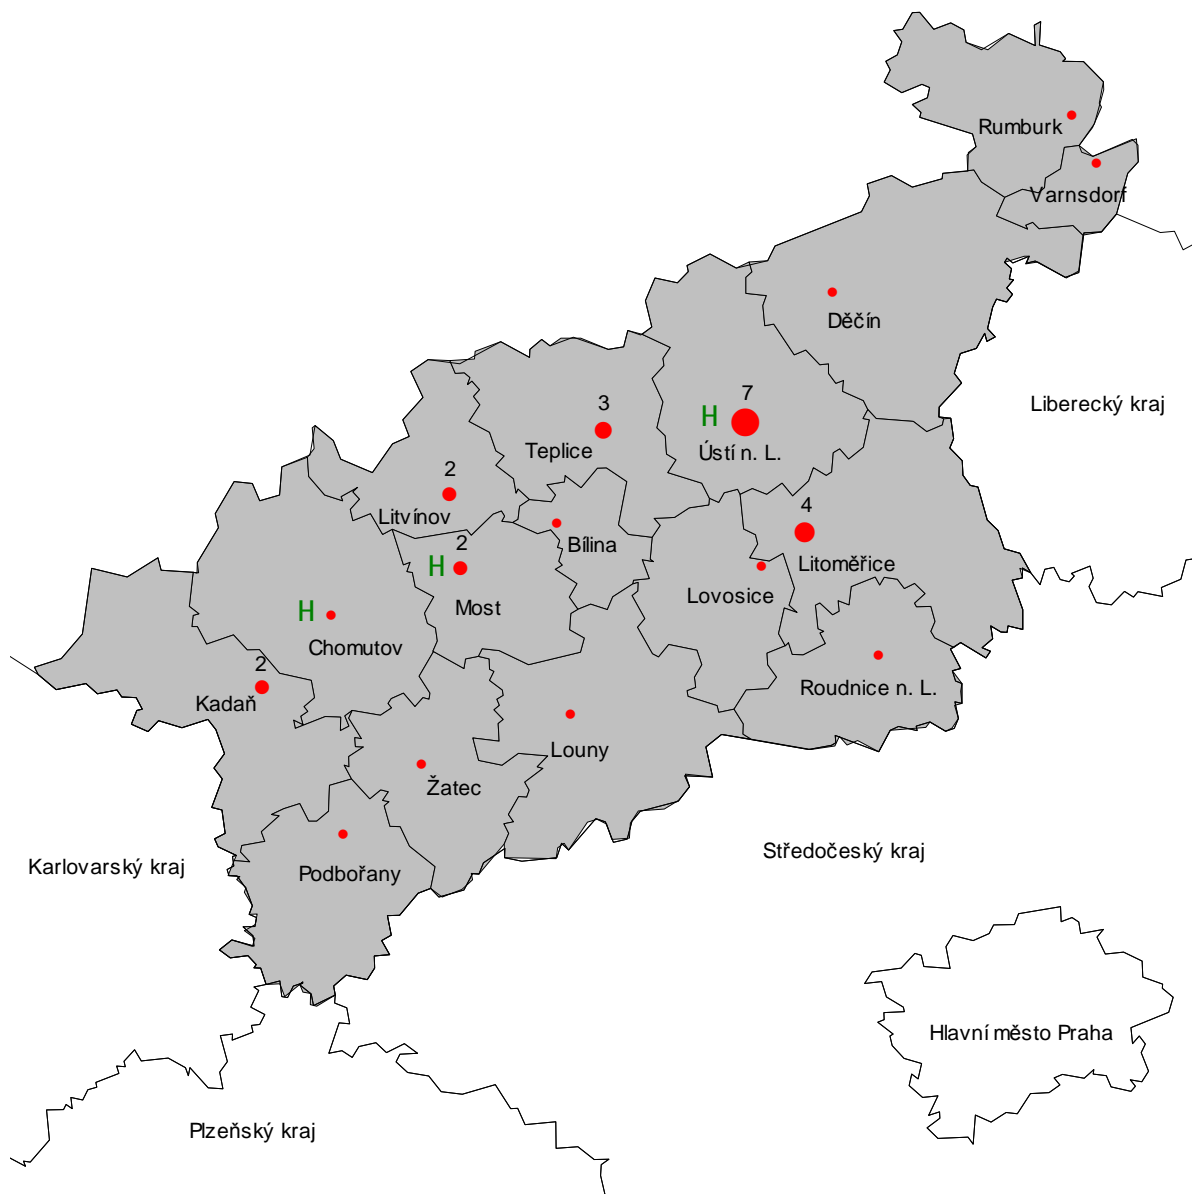 Rumburk
Varnsdorf
Děčín
7
H
Ústí n. L.
Liberecký kraj
3
Teplice
2
Litvínov
4
Litoměřice
Bílina
2
H
Most
Lovosice
H
Chomutov
2
Kadaň
Roudnice n. L.
Louny
Žatec
Podbořany
Karlovarský kraj
Středočeský kraj
Hlavní město Praha
Plzeňský kraj